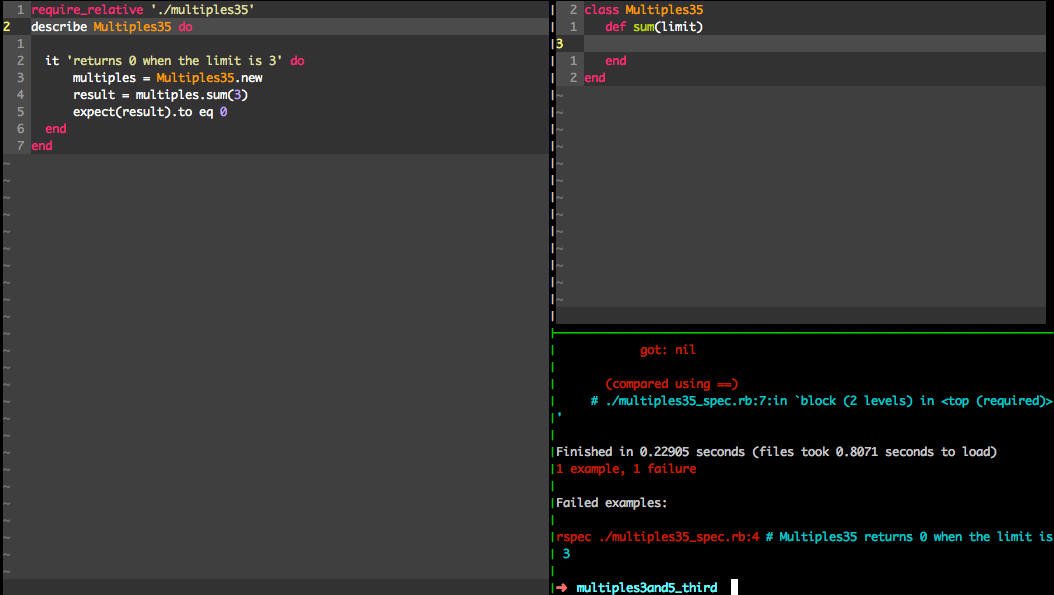 1 require_relative './multiples35'
2 describe Multiples35 do
1
2 it 'returns 0 when the limit is 3' do
3 multiples = Multiples35.new
4 result = multiples.sum(3)
5 expect(result).to eq 0
6 end
7 end
2 class Multiples35
1 def sum(limit)
3
1 end
2 end
got: nil
(compared using ==)
# ./multiples35_spec.rb:7:in `block (2 levels) in <top (required)>
'
Finished in 0.22905 seconds (files took 0.8071 seconds to load)
1 example, 1 failure
Failed examples:
rspec ./multiples35_spec.rb:4 # Multiples35 returns 0 when the limit is
3
➜ multiples3and5_third